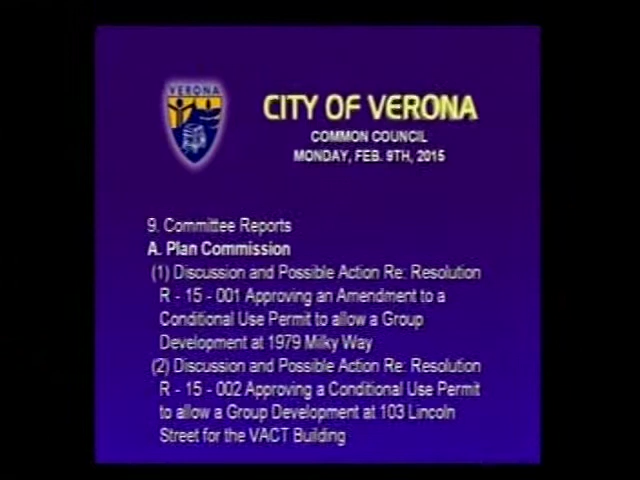 VERONA
CITY OF VERONA
COMMON COUNCIL
MONDAY, FEB. 9TH, 2015
9. Committee Reports
A. Plan Commission
(1) Discussion and Possible Action Re: Resolution
R - 15 - 001 Approving an Amendment to a
Conditional Use Permit to allow a Group
Development at 1979 Milky Way
(2) Discussion and Possible Action Re: Resolution
R - 15 - 002 Approving a Conditional Use Permit
to allow a Group Development at 103 Lincoln
Street for the VACT Building